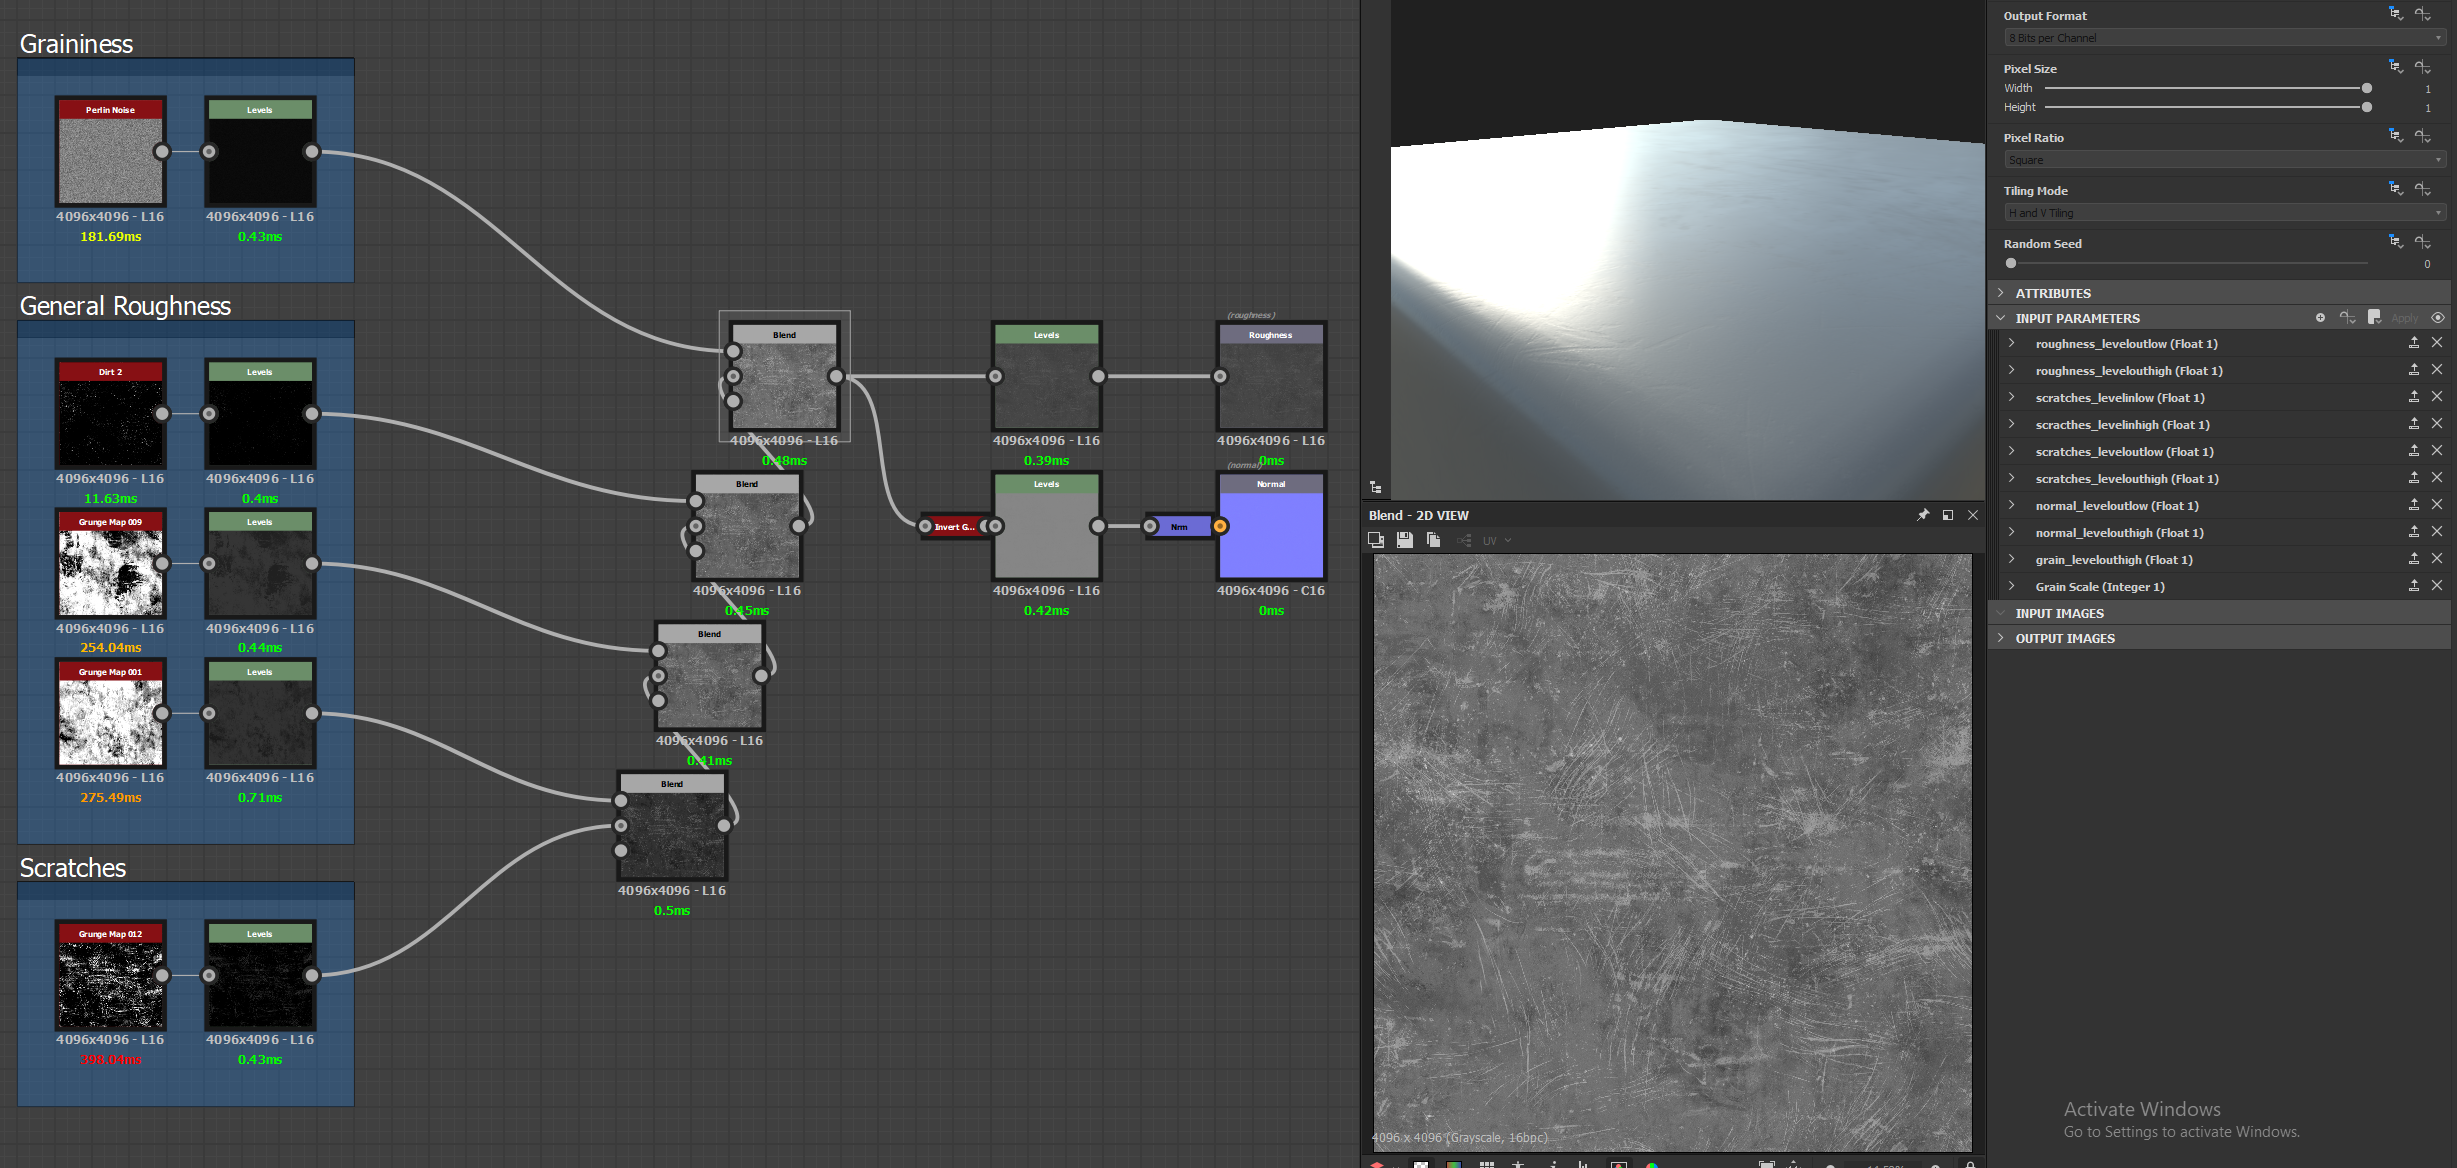 Graininess
Perlin Noise
Levels
4096x4096 - L16
4096x4096 - L16
181.69ms
0.43ms
General Roughness
Dirt 2
Levels
4096x4096 - L16
4096x4096 - L16
11.63ms
0.4ms
Grunge Map 009
Levels
4096x4096 - L16
4096x4096 - L16
254.04ms
0.44ms
Grunge Map 001
Levels
4096x4096 - L16
4096x4096 - L16
275.49ms
0.71ms
Scratches
Grunge Map 012
Levels
4096x4096 - L16
4096x4096 - L16
398.04ms
0.43ms
Blend
4096x4096 - L16
0.48ms
Blend
4096x4096 - L16
0.45ms
Blend
4096x4096 - L16
0.41ms
Blend
4096x4096 - L16
0.5ms
Levels
4096x4096 - L16
0.39ms
(roughness)
Roughness
4096x4096 - L16
0ms
Invert G...
Levels
4096x4096 - L16
0.42ms
Nrm
(normal)
Normal
4096x4096 - C16
0ms
Blend - 2D VIEW
UV
4096 x 4096 (Grayscale, 16bpc)
Output Format
8 Bits per Channel
Pixel Size
Width
1
Height
1
Pixel Ratio
Square
Tiling Mode
H and V Tiling
Random Seed
0
ATTRIBUTES
INPUT PARAMETERS
Apply
roughness_leveloutlow (Float 1)
roughness_levelouthigh (Float 1)
scratches_levelinlow (Float 1)
scracthes_levelinhigh (Float 1)
scratches_leveloutlow (Float 1)
scratches_levelouthigh (Float 1)
normal_leveloutlow (Float 1)
normal_levelouthigh (Float 1)
grain_levelouthigh (Float 1)
Grain Scale (Integer 1)
INPUT IMAGES
OUTPUT IMAGES
Activate Windows
Go to Settings to activate Windows.